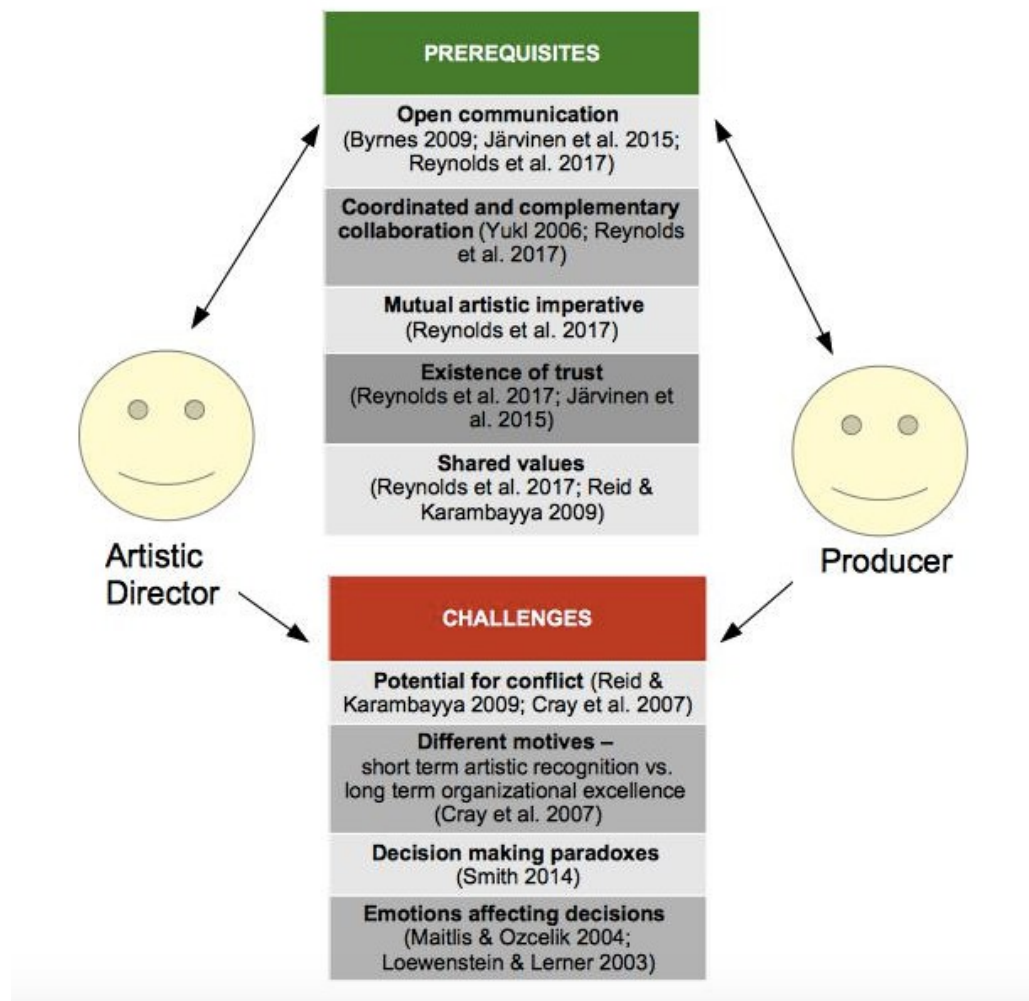 PREREQUISITES
Open communication
(Byrnes 2009; Järvinen et al. 2015;
Reynolds et al. 2017)
Coordinated and complementary
collaboration (Yukl 2006; Reynolds
et al. 2017)
Mutual artistic imperative
(Reynolds et al. 2017)
Existence of trust
(Reynolds et al. 2017; Järvinen et
al. 2015)
Shared values
(Reynolds et al. 2017; Reid &
Karambayya 2009)
Artistic
Director
Producer
CHALLENGES
Potential for conflict (Reid &
Karambayya 2009; Cray et al. 2007)
Different motives –
short term artistic recognition vs.
long term organizational excellence
(Cray et al. 2007)
Decision making paradoxes
(Smith 2014)
Emotions affecting decisions
(Maitlis & Ozcelik 2004;
Loewenstein & Lerner 2003)